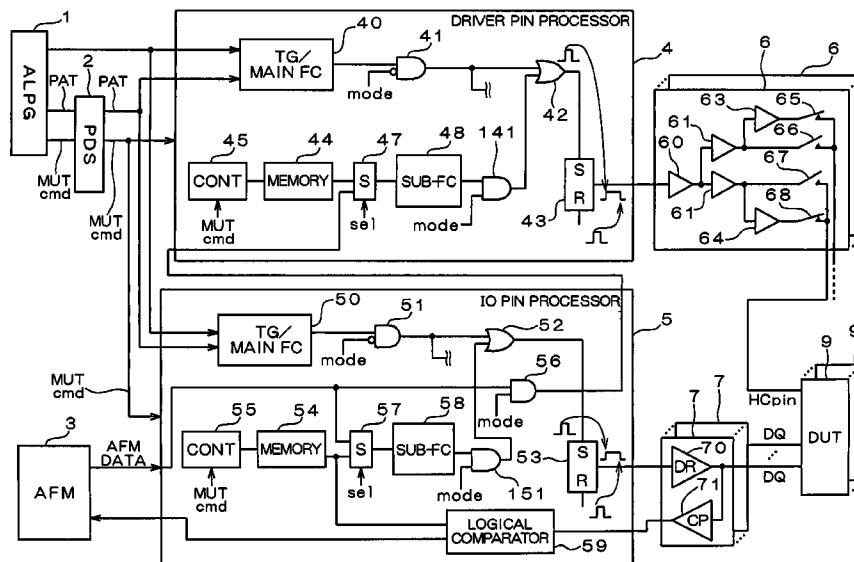 1
ALPG
PAT
2
PAT
PDS
MUT
cmd
MUT
cmd
DRIVER PIN PROCESSOR
4
40
TG/
MAIN FC
41
mode
42
45
CONT
MUT
cmd
44
MEMORY
47
S
sel
48
SUB-FC
141
mode
S
R
43
6
6
60
61
61
63
64
65
66
67
68
IO PIN PROCESSOR
5
50
TG/
MAIN FC
51
mode
52
56
mode
MUT
cmd
3
AFM
AFM
DATA
55
CONT
MUT
cmd
54
MEMORY
57
S
sel
58
SUB-FC
mode
151
53
S
R
LOGICAL
COMPARATOR
59
7
7
70
DR
71
CP
HCpin
DQ
DQ
9
9
DUT